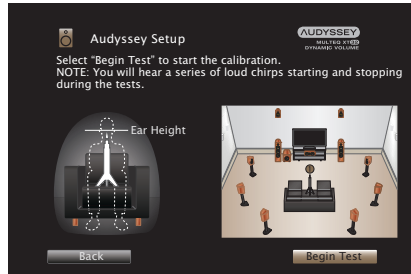 Audyssey Setup
AUDYSSEY
MULTEQ XT32
DYNAMIC VOLUME
Select "Begin Test" to start the calibration.
NOTE: You will hear a series of loud chirps starting and stopping
during the tests.
Ear Height
Back
Begin Test